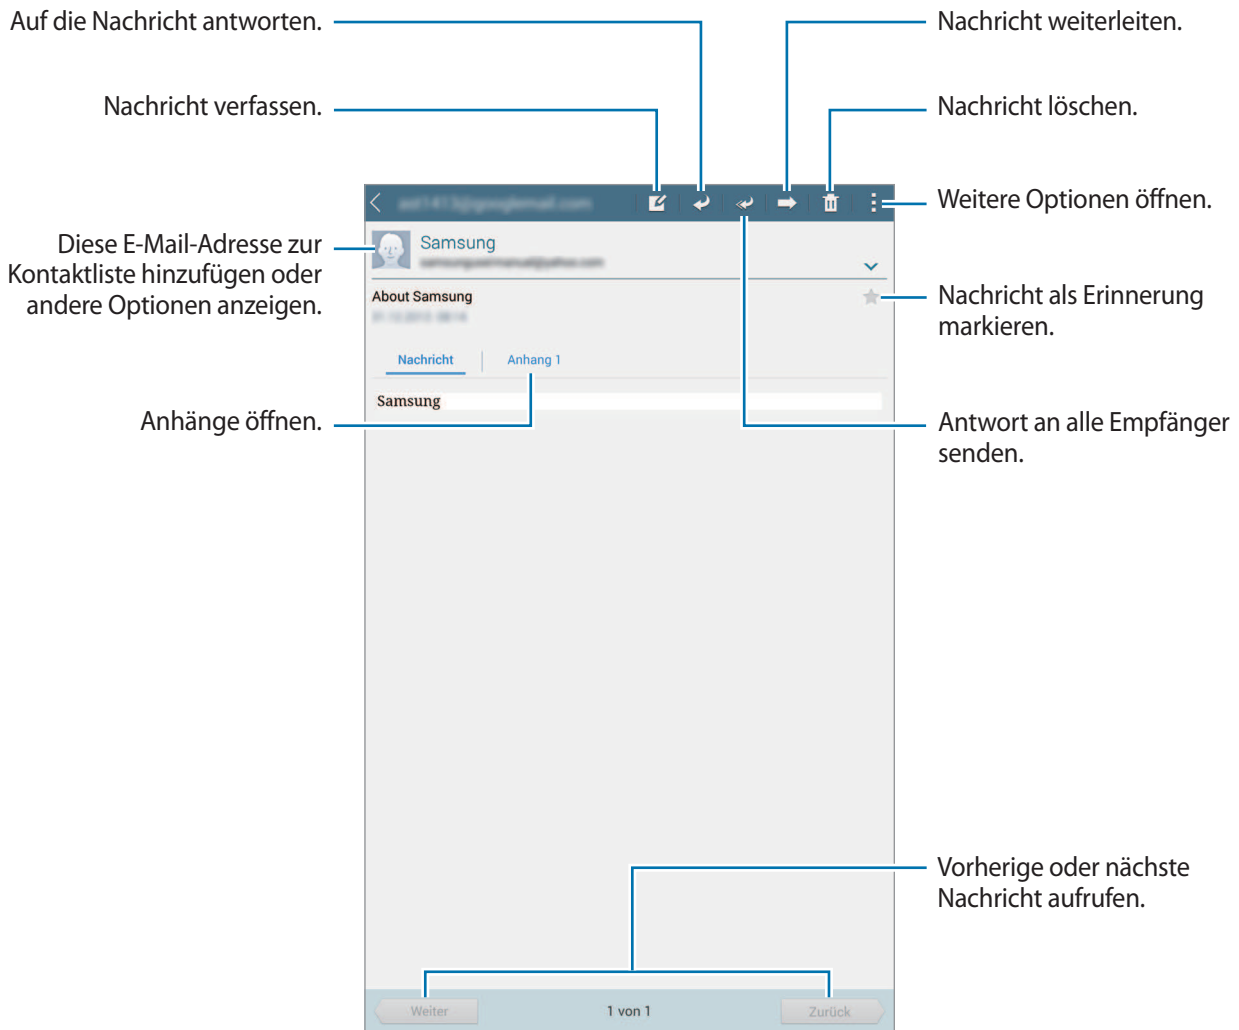 Auf die Nachricht antworten.
Nachricht weiterleiten.
Nachricht verfassen.
Nachricht löschen.
Weitere Optionen öffnen.
Diese E-Mail-Adresse zur
Kontaktliste hinzufügen oder
andere Optionen anzeigen.
Samsung
About Samsung
Nachricht als Erinnerung
markieren.
Nachricht
Anhang 1
Samsung
Anhänge öffnen.
Antwort an alle Empfänger
senden.
Vorherige oder nächste
Nachricht aufrufen.
Weiter
1 von 1
Zurück